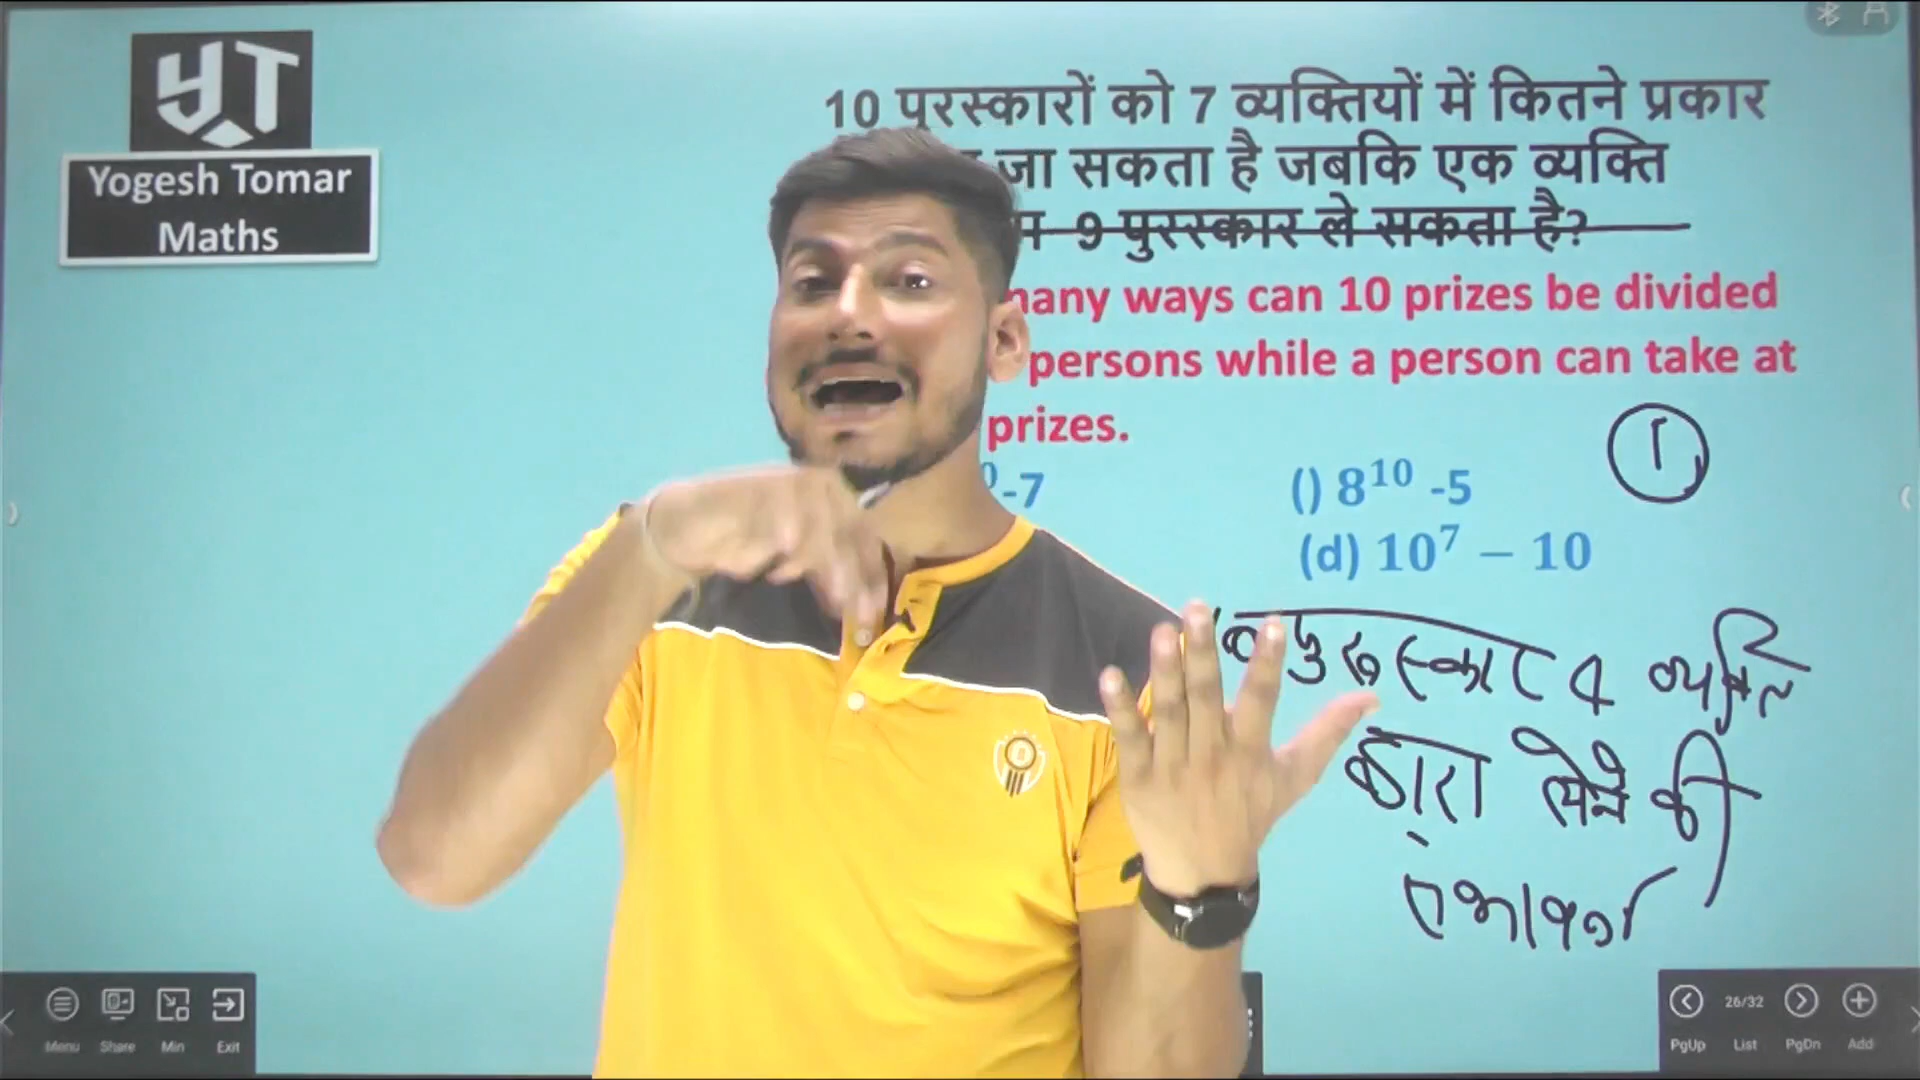 YT
Yogesh Tomar
Maths
10 पुरस्कारों को 7 व्यक्तियों में कितने प्रकार
जा सकता है जबकि एक व्यक्ति
9 पुरस्कार ले सकता है?
many ways can 10 prizes be divided
persons while a person can take at
prizes.
-7
() 8¹⁰ -5
(d) 10⁷ − 10
1
व्यक्ति
द्वारा लेने की
26/32
Menu Share Min Exit
PgUp List PgDn Add